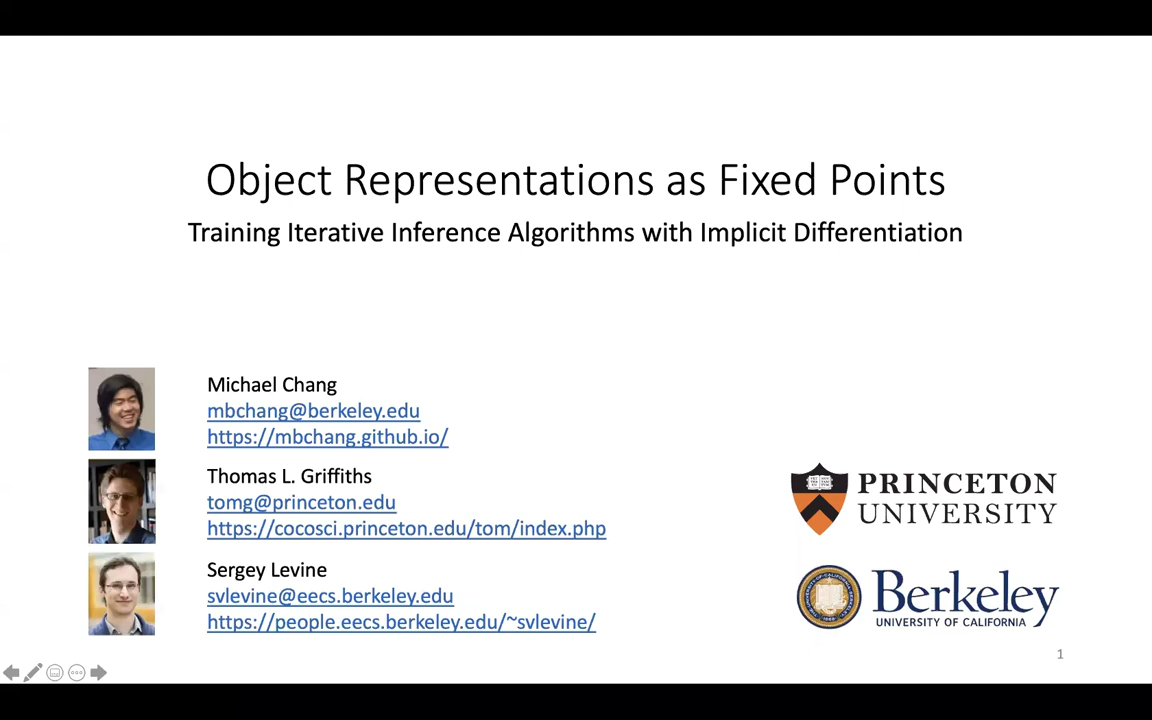 Object Representations as Fixed Points
Training Iterative Inference Algorithms with Implicit Differentiation
Michael Chang
mbchang@berkeley.edu
https://mbchang.github.io/
Thomas L. Griffiths
tomg@princeton.edu
https://cocosci.princeton.edu/tom/index.php
Sergey Levine
svlevine@eecs.berkeley.edu
https://people.eecs.berkeley.edu/~svlevine/
PRINCETON
UNIVERSITY
Berkeley
UNIVERSITY OF CALIFORNIA
1